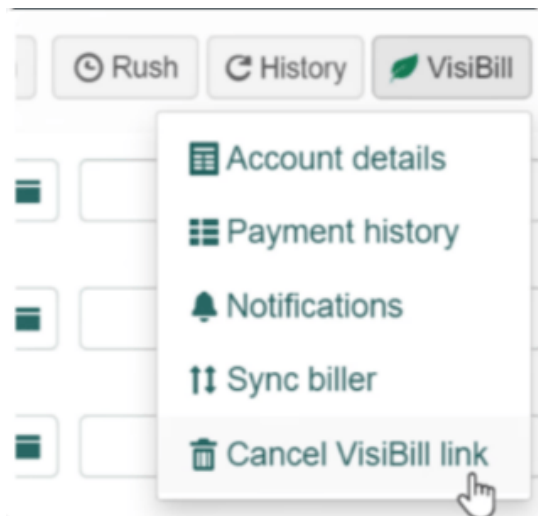 Rush History VisiBill
Account details
Payment history
Notifications
Sync biller
Cancel VisiBill link